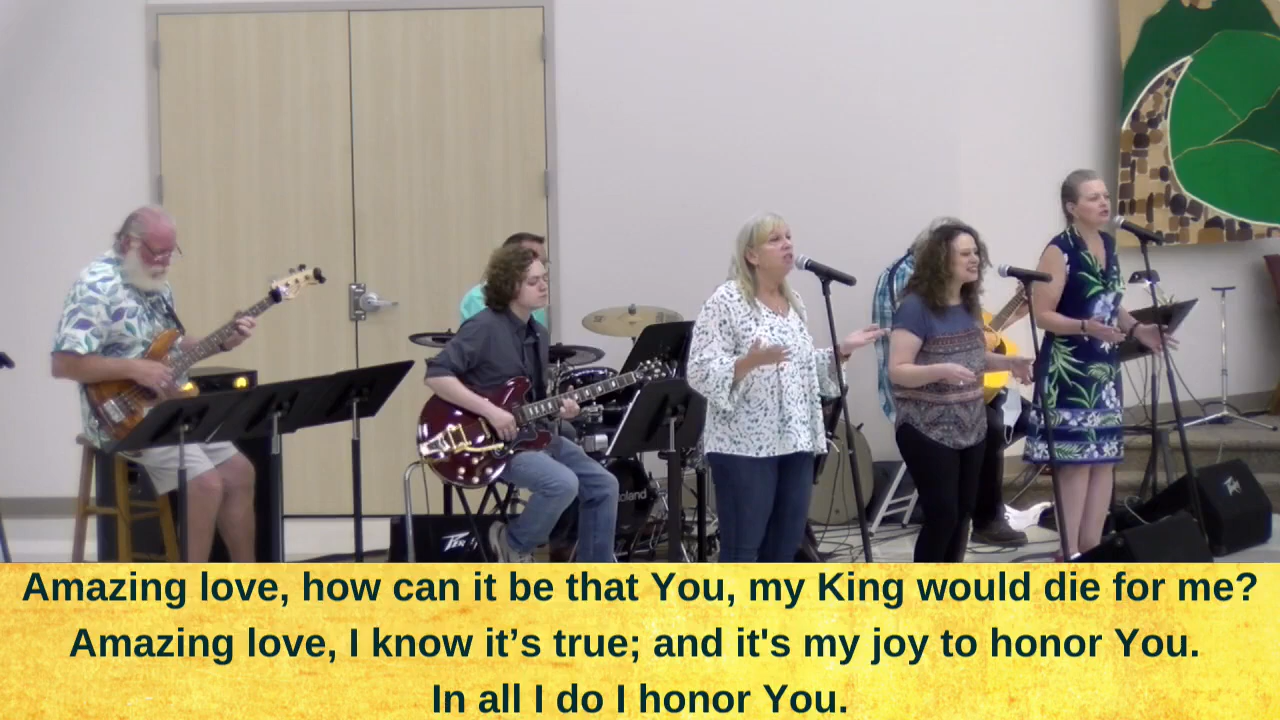 Roland
Amazing love, how can it be that You, my King would die for me?
Amazing love, I know it’s true; and it's my joy to honor You.
In all I do I honor You.